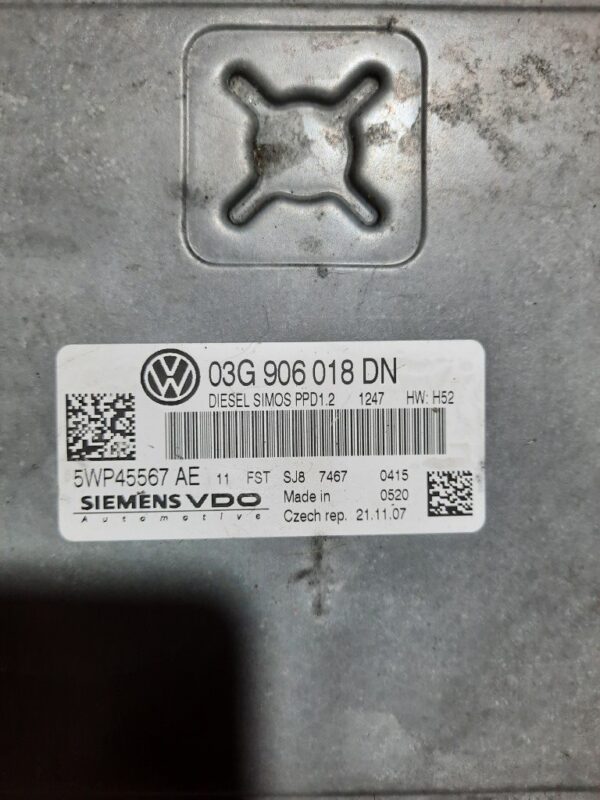 03G 906 018 DN
DIESEL SIMOS PPD1.2 1247 HW: H52
5WP45567 AE 11 FST SJ8 7467 0415
SIEMENS VDO Made in 0520
Automotive Czech rep. 21.11.07